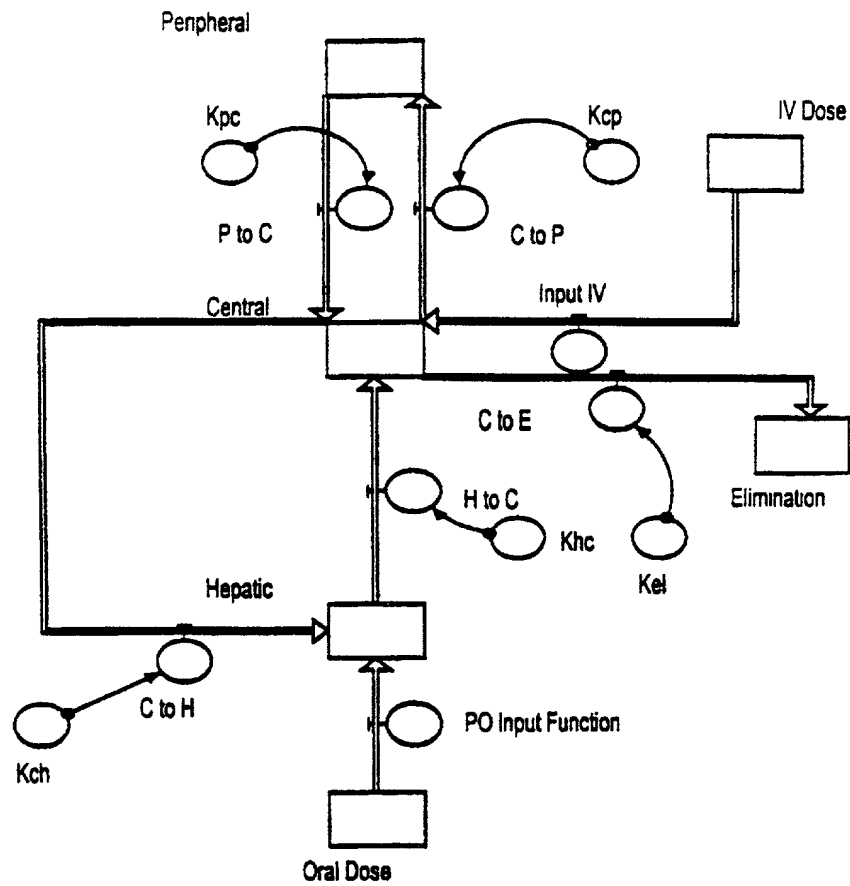 Penpheral
IV Dose
Kpc
Kcp
P to C
C to P
Central
Input IV
C to E
Elimination
H to C
Khc
Kel
Hepatic
C to H
PO Input Function
Kch
Oral Dose